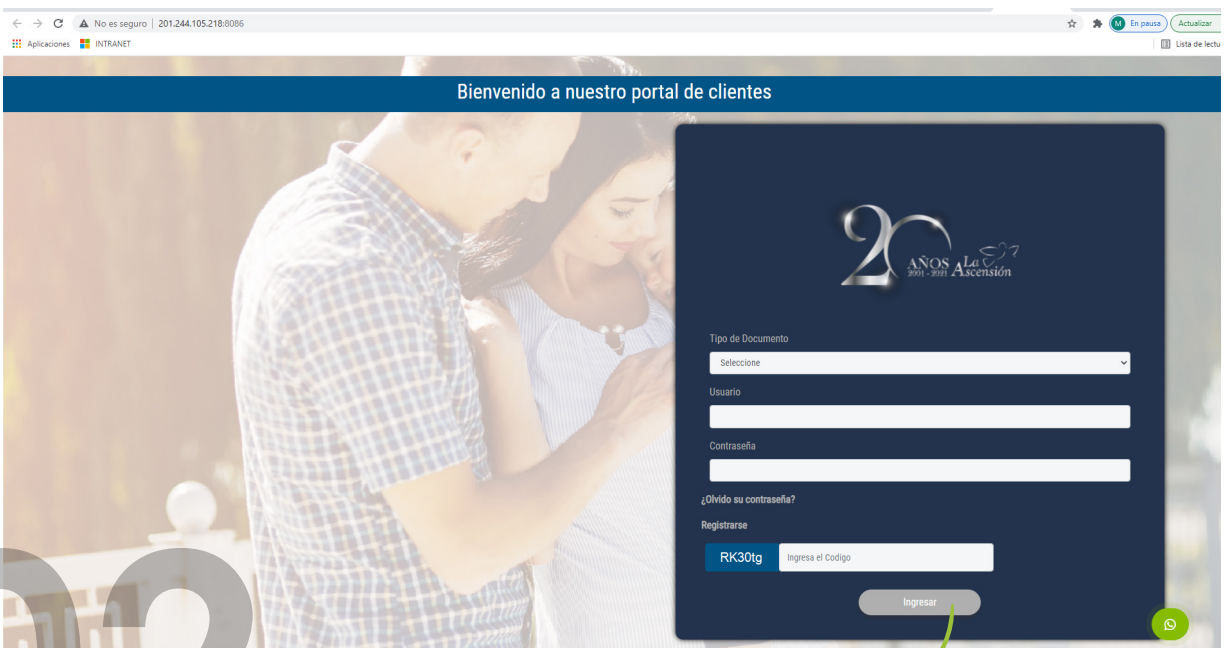 No es seguro | 201.244.105.218:8086
M En pausa Actualizar
Aplicaciones INTRANET Lista de lectu
Bienvenido a nuestro portal de clientes
20 AÑOS La Ascensión
2001 - 2021
Tipo de Documento
Seleccione
Usuario
Contraseña
¿Olvido su contraseña?
Registrarse
RK30tg Ingresa el Codigo
Ingresar